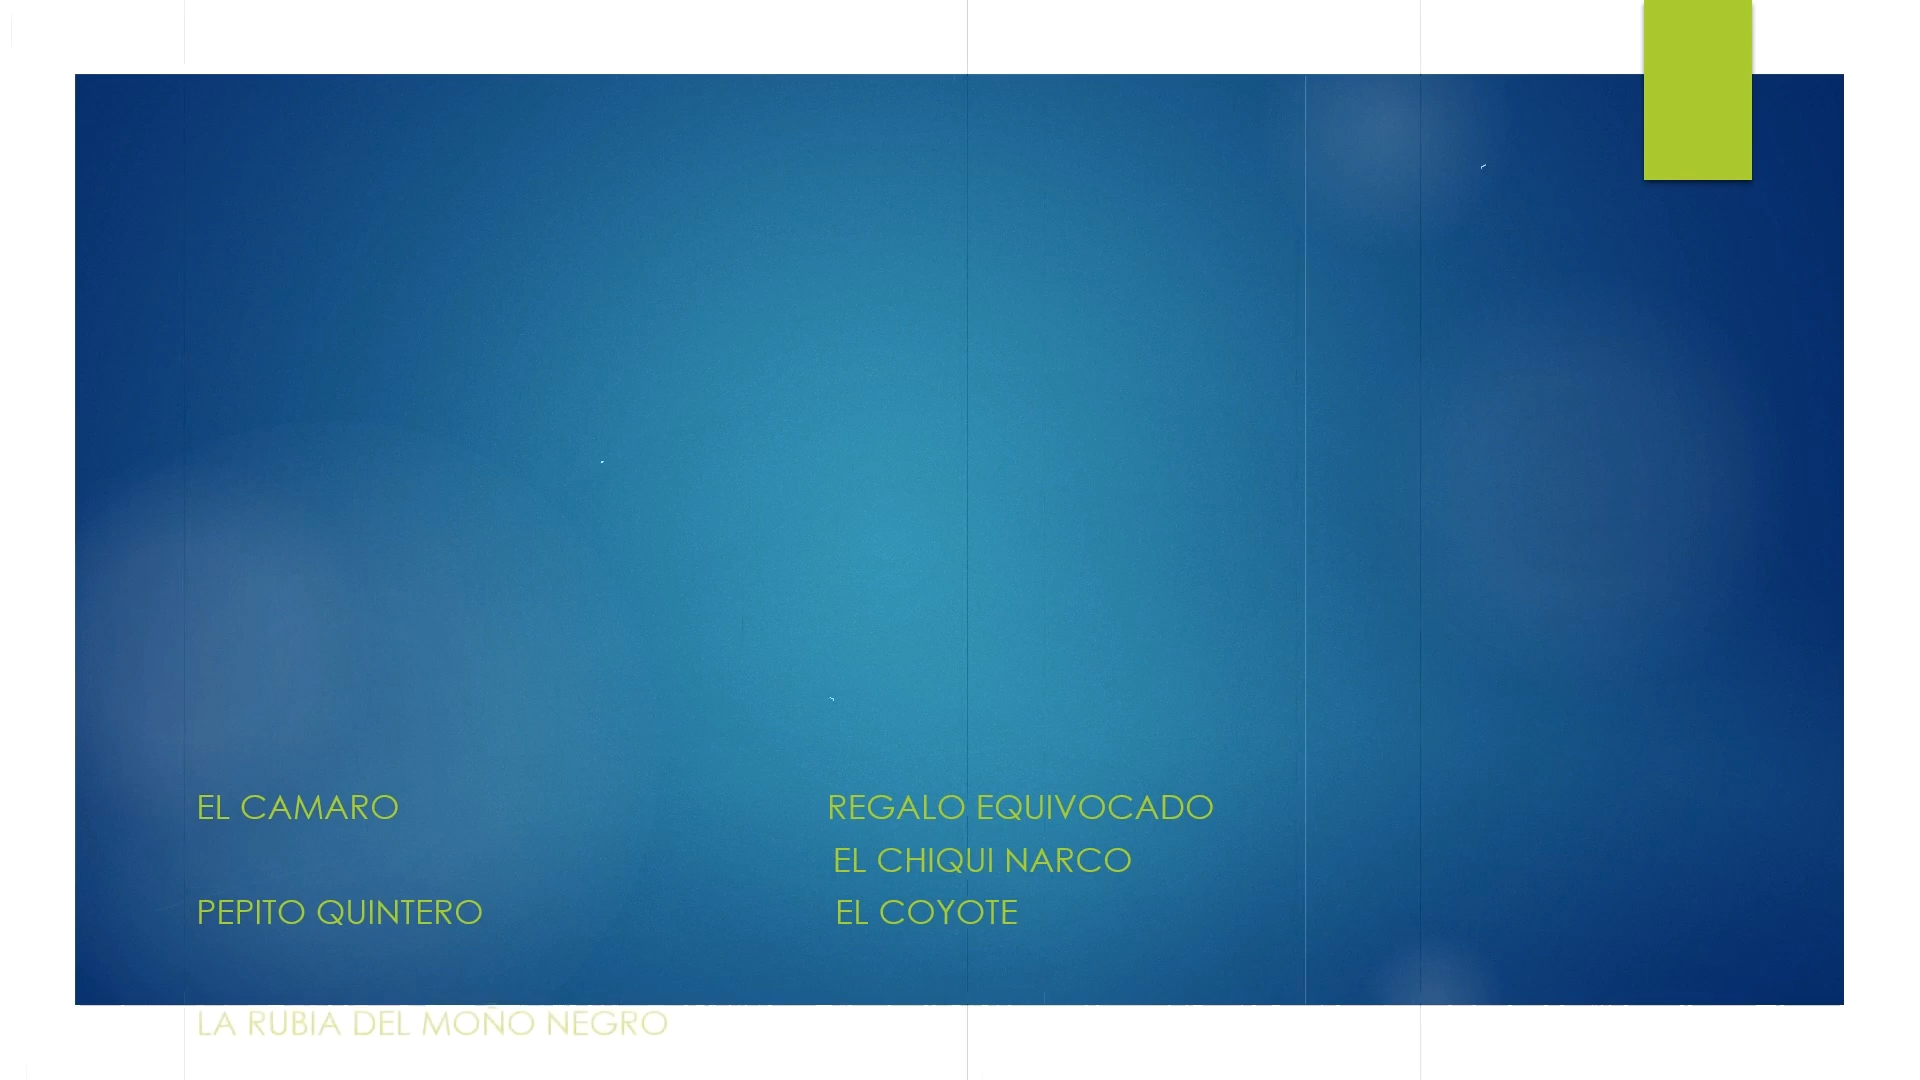 EL CAMARO
REGALO EQUIVOCADO
EL CHIQUI NARCO
PEPITO QUINTERO
EL COYOTE
LA RUBIA DEL MOÑO NEGRO